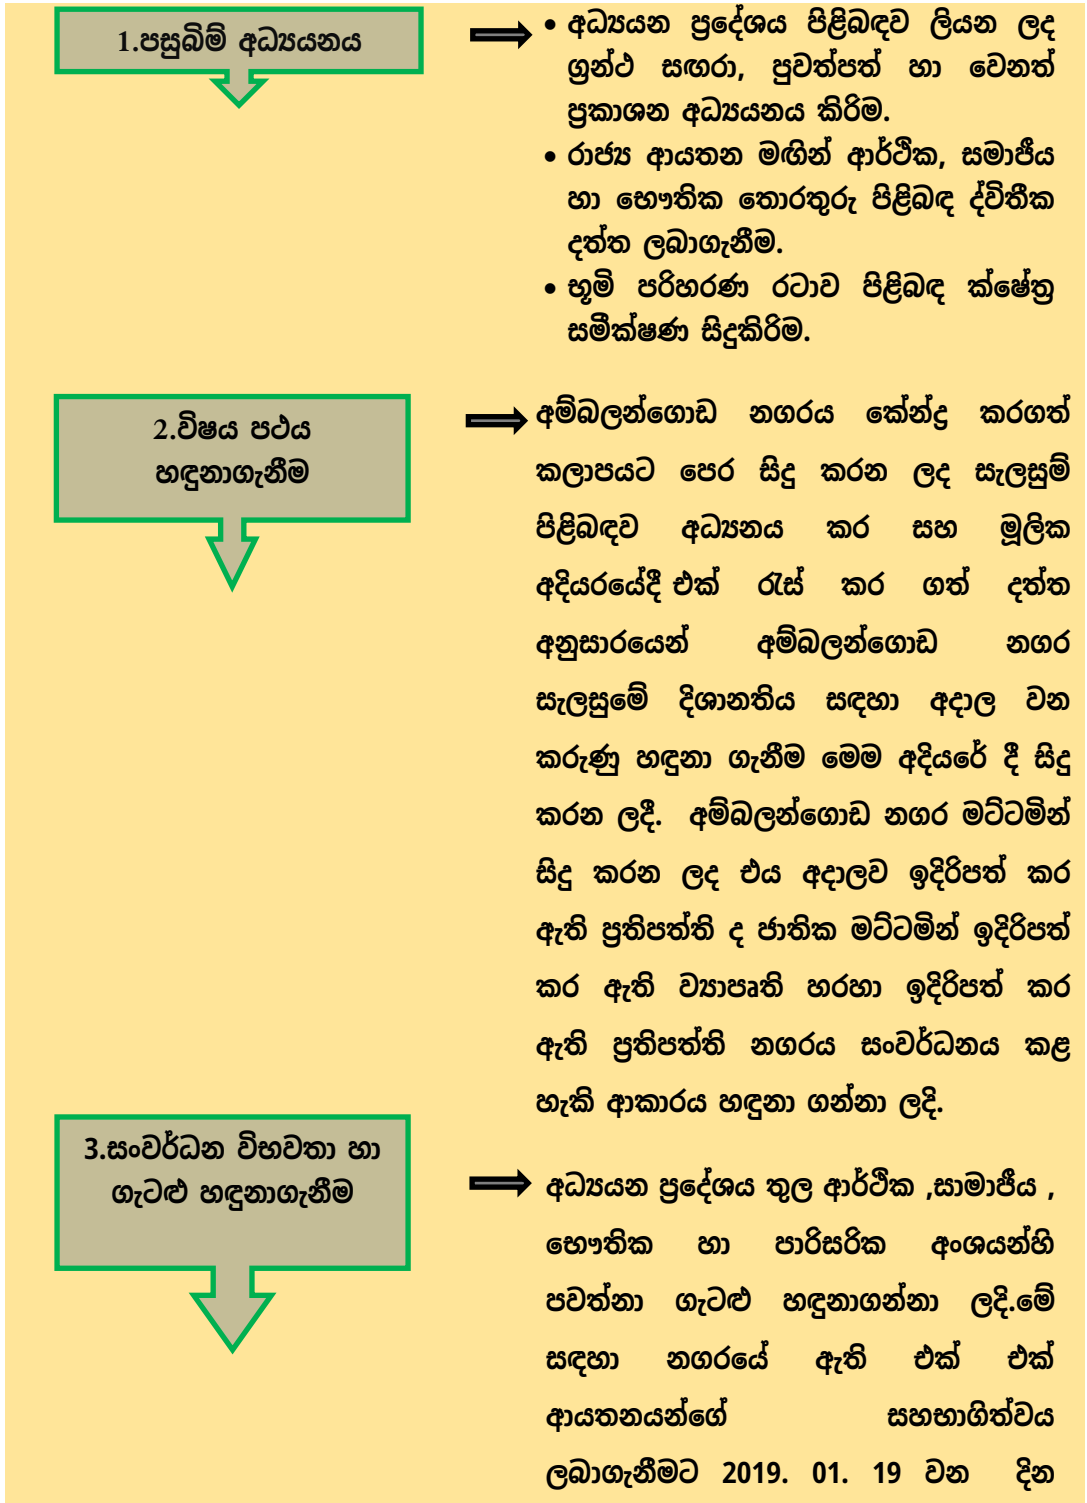 1.පසුබිම් අධ්‍යයනය
• අධ්‍යයන ප්‍රදේශය පිළිබඳව ලියන ලද
ග්‍රන්ථ සඟරා, පුවත්පත් හා වෙනත්
ප්‍රකාශන අධ්‍යයනය කිරිම.
• රාජ්‍ය ආයතන මඟින් ආර්ථික, සමාජීය
හා භෞතික තොරතුරු පිළිබඳ ද්විතීක
දත්ත ලබාගැනීම.
• භූමි පරිහරණ රටාව පිළිබඳ ක්ෂේත්‍ර
සමීක්ෂණ සිදුකිරිම.
2.විෂය පථය
හඳුනාගැනීම
අම්බලන්ගොඩ නගරය කේන්ද්‍ර කරගත්
කලාපයට පෙර සිදු කරන ලද සැලසුම්
පිළිබඳව අධ්‍යනය කර සහ මූලික
අදියරයේදී එක් රැස් කර ගත් දත්ත
අනුසාරයෙන් අම්බලන්ගොඩ නගර
සැලසුමේ දිශානතිය සඳහා අදාල වන
කරුණු හඳුනා ගැනීම මෙම අදියරේ දී සිදු
කරන ලදී. අම්බලන්ගොඩ නගර මට්ටමින්
සිදු කරන ලද එය අදාලව ඉදිරිපත් කර
ඇති ප්‍රතිපත්ති ද ජාතික මට්ටමින් ඉදිරිපත්
කර ඇති ව්‍යාපෘති හරහා ඉදිරිපත් කර
ඇති ප්‍රතිපත්ති නගරය සංවර්ධනය කළ
හැකි ආකාරය හඳුනා ගන්නා ලදි.
3.සංවර්ධන විභවතා හා
ගැටළු හඳුනාගැනීම
අධ්‍යයන ප්‍රදේශය තුල ආර්ථික ,සාමාජීය ,
භෞතික හා පාරිසරික අංශයන්හි
පවත්නා ගැටළු හඳුනාගන්නා ලදි.මේ
සඳහා නගරයේ ඇති එක් එක්
ආයතනයන්ගේ සහභාගිත්වය
ලබාගැනීමට 2019. 01. 19 වන දින